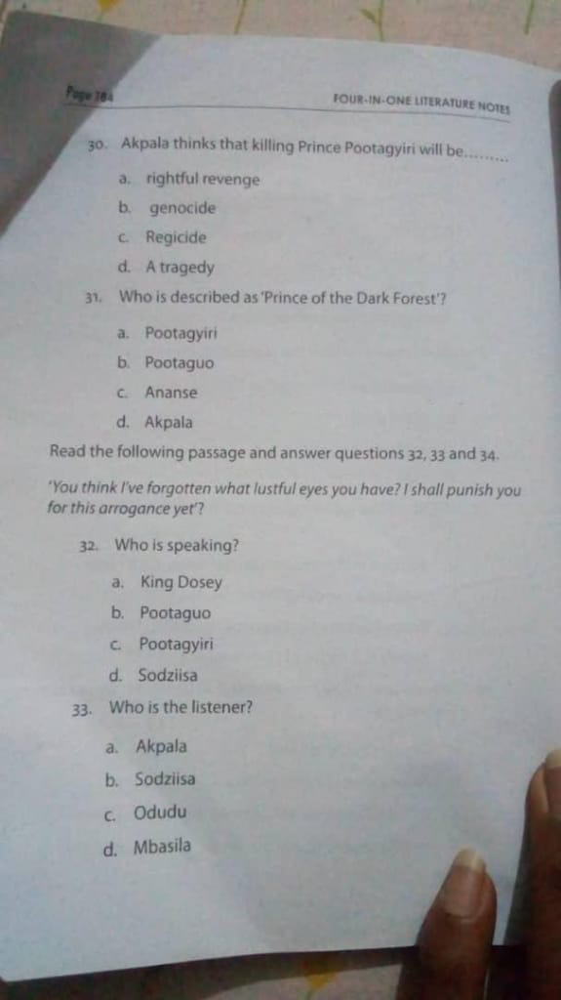 Page 184
FOUR-IN-ONE LITERATURE NOTES
30. Akpala thinks that killing Prince Pootagyiri will be.........
a. rightful revenge
b. genocide
c. Regicide
d. A tragedy
31. Who is described as 'Prince of the Dark Forest'?
a. Pootagyiri
b. Pootaguo
c. Ananse
d. Akpala
Read the following passage and answer questions 32, 33 and 34.
'You think I've forgotten what lustful eyes you have? I shall punish you
for this arrogance yet'?
32. Who is speaking?
a. King Dosey
b. Pootaguo
c. Pootagyiri
d. Sodziisa
33. Who is the listener?
a. Akpala
b. Sodziisa
c. Odudu
d. Mbasila